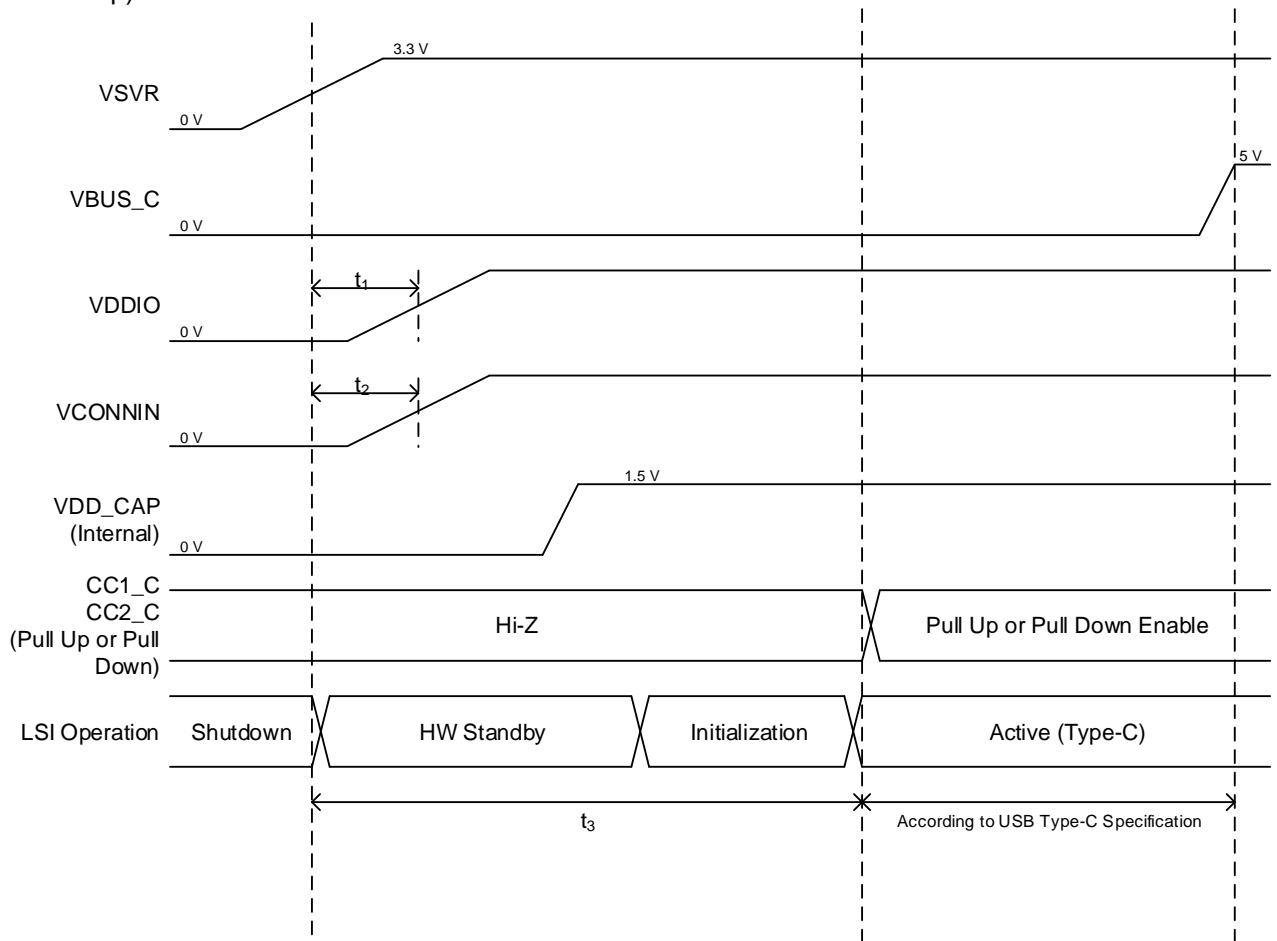 p)
3.3 V
VSVR
0 V
5 V
VBUS_C
0 V
t1
VDDIO
0 V
t2
VCONNIN
0 V
1.5 V
VDD_CAP
(Internal)
0 V
CC1_C
CC2_C
(Pull Up or Pull
Down)
Hi-Z
Pull Up or Pull Down Enable
LSI Operation
Shutdown
HW Standby
Initialization
Active (Type-C)
t3
According to USB Type-C Specification